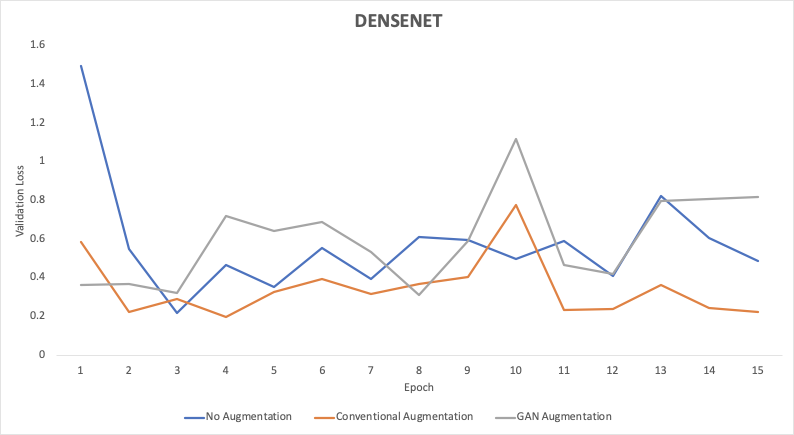 DENSENET
1.6
1.4
1.2
1
0.8
0.6
0.4
0.2
0
Validation Loss
1 2 3 4 5 6 7 8 9 10 11 12 13 14 15
Epoch
No Augmentation Conventional Augmentation GAN Augmentation